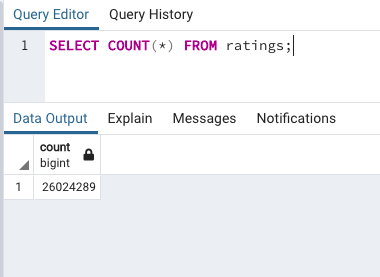 Query Editor Query History
1 SELECT COUNT(*) FROM ratings;
Data Output Explain Messages Notifications
count
bigint
1 26024289